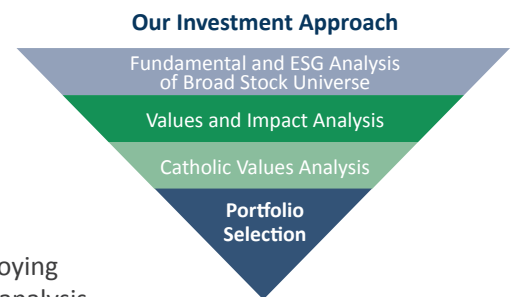 Our Investment Approach
Fundamental and ESG Analysis
of Broad Stock Universe
Values and Impact Analysis
Catholic Values Analysis
Portfolio
Selection